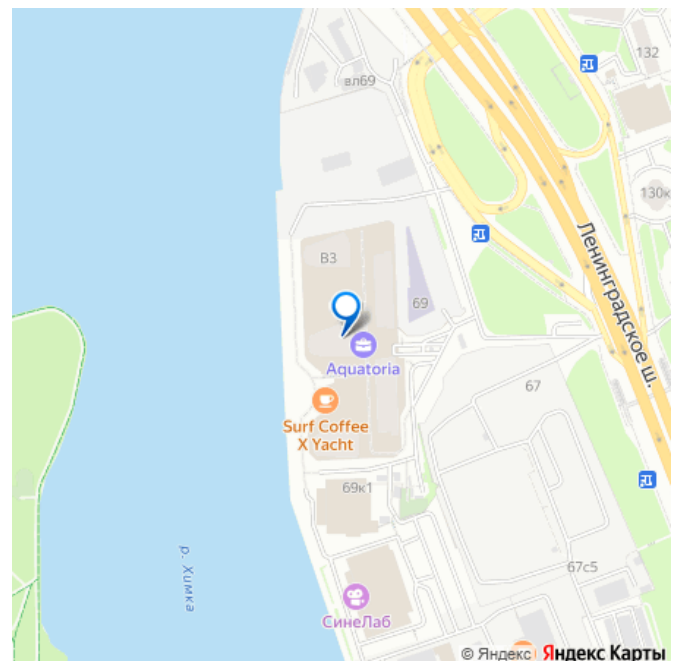 132
вл69
130к
Ленинградское ш.
В3
69
Aquatoria
67
Surf Coffee
X Yacht
69к1
р. Химка
67с5
СинеЛаб
© Яндекс Яндекс Карты